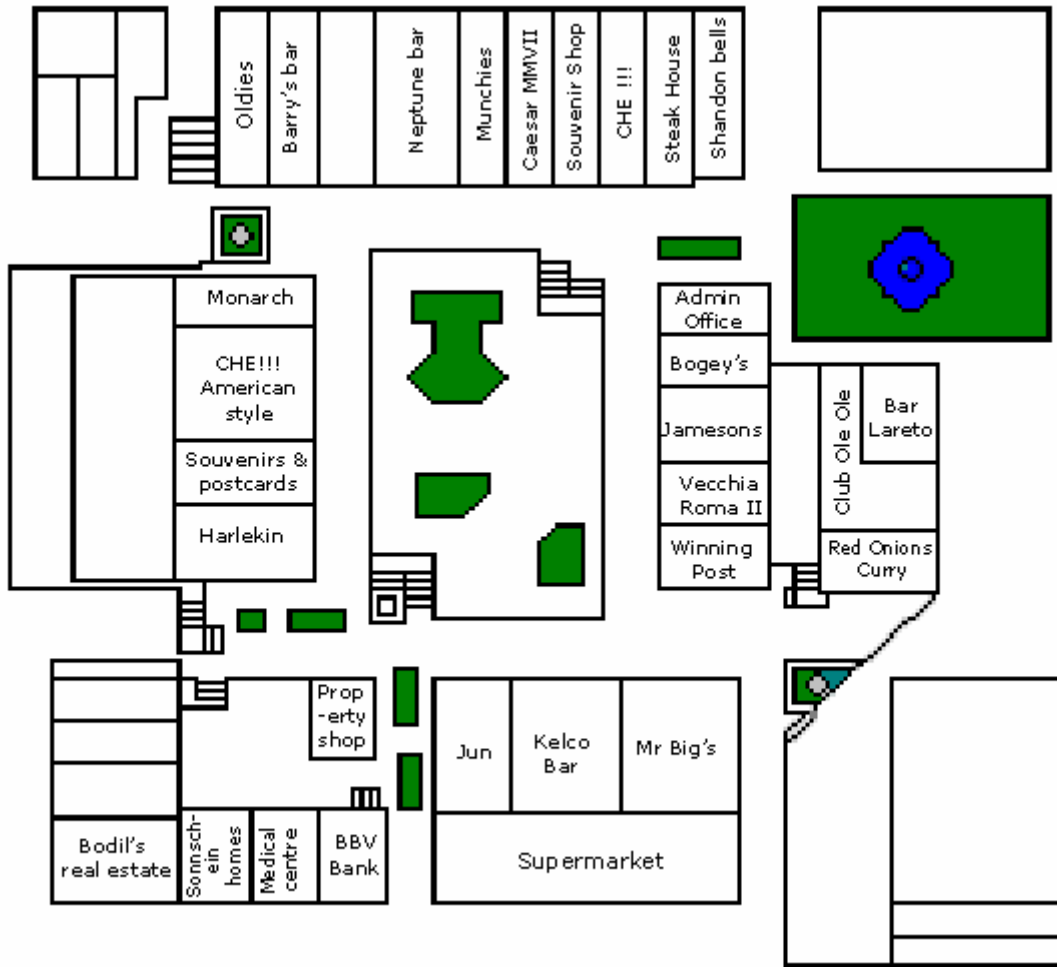 Oldies
Barry's bar
Neptune bar
Munchies
Caesar MMVII
Souvenir Shop
CHE !!!
Steak House
Shandon bells
Monarch
CHE!!!
American
style
Souvenirs &
postcards
Harlekin
Admin
Office
Bogey's
Jamesons
Vecchia
Roma II
Winning
Post
Club Ole Ole
Bar
Lareto
Red Onions
Curry
Prop
-erty
shop
Jun
Kelco
Bar
Mr Big's
Supermarket
Bodil's
real estate
Sonnsch-
ein
homes
Medical
centre
BBV
Bank